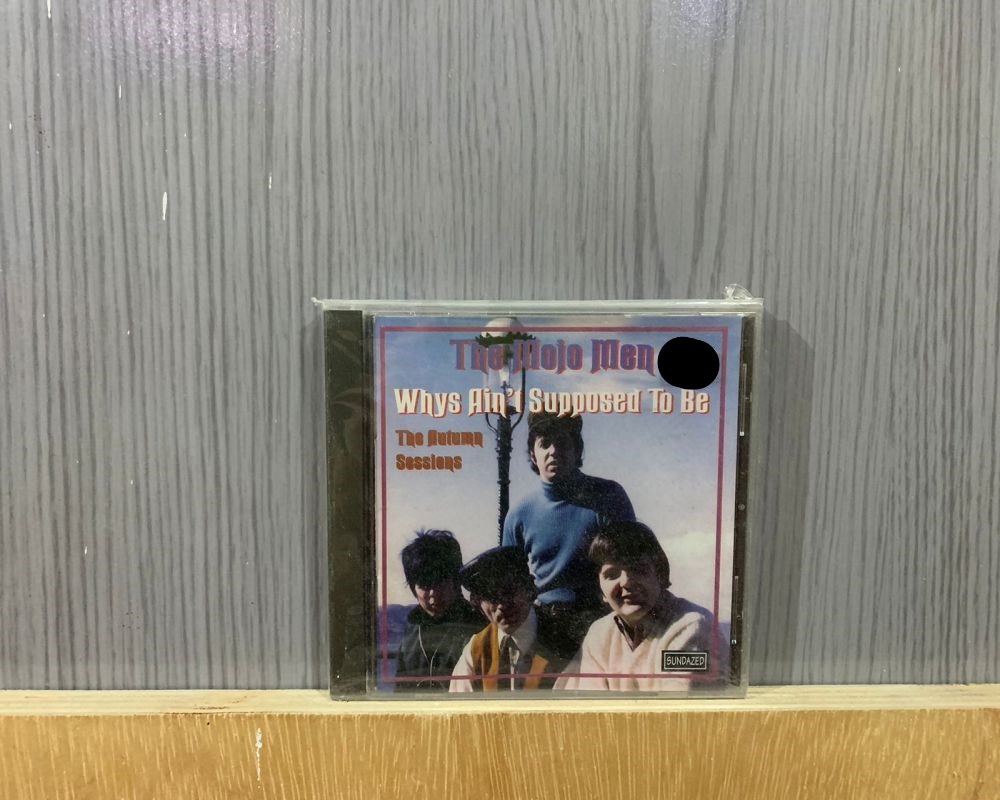 The Mojo Men
Whys Ain't Supposed To Be
The Autumn
Sessions
SUNDAZED